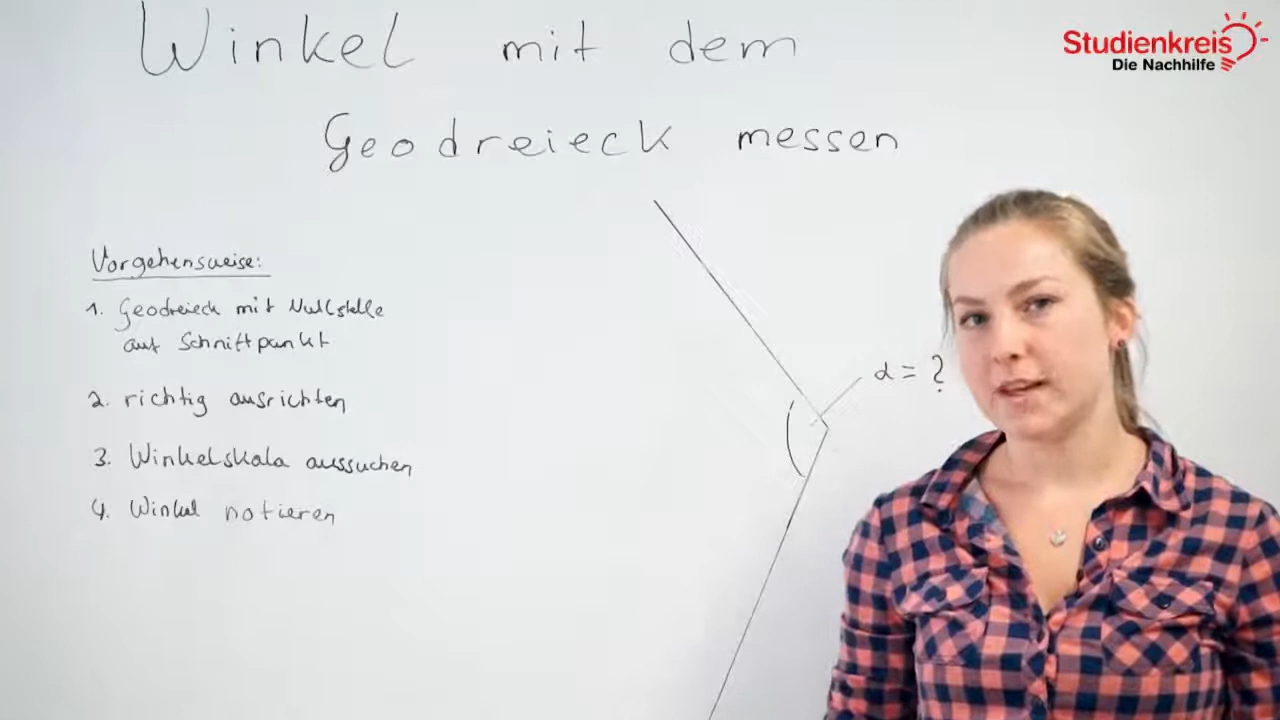 Winkel mit dem
Geodreieck messen
Studienkreis
Die Nachhilfe
Vorgehensweise:
1. Geodreieck mit Nullstelle
auf Schnittpunkt
2. richtig ausrichten
3. Winkelskala aussuchen
4. Winkel notieren
α = ?